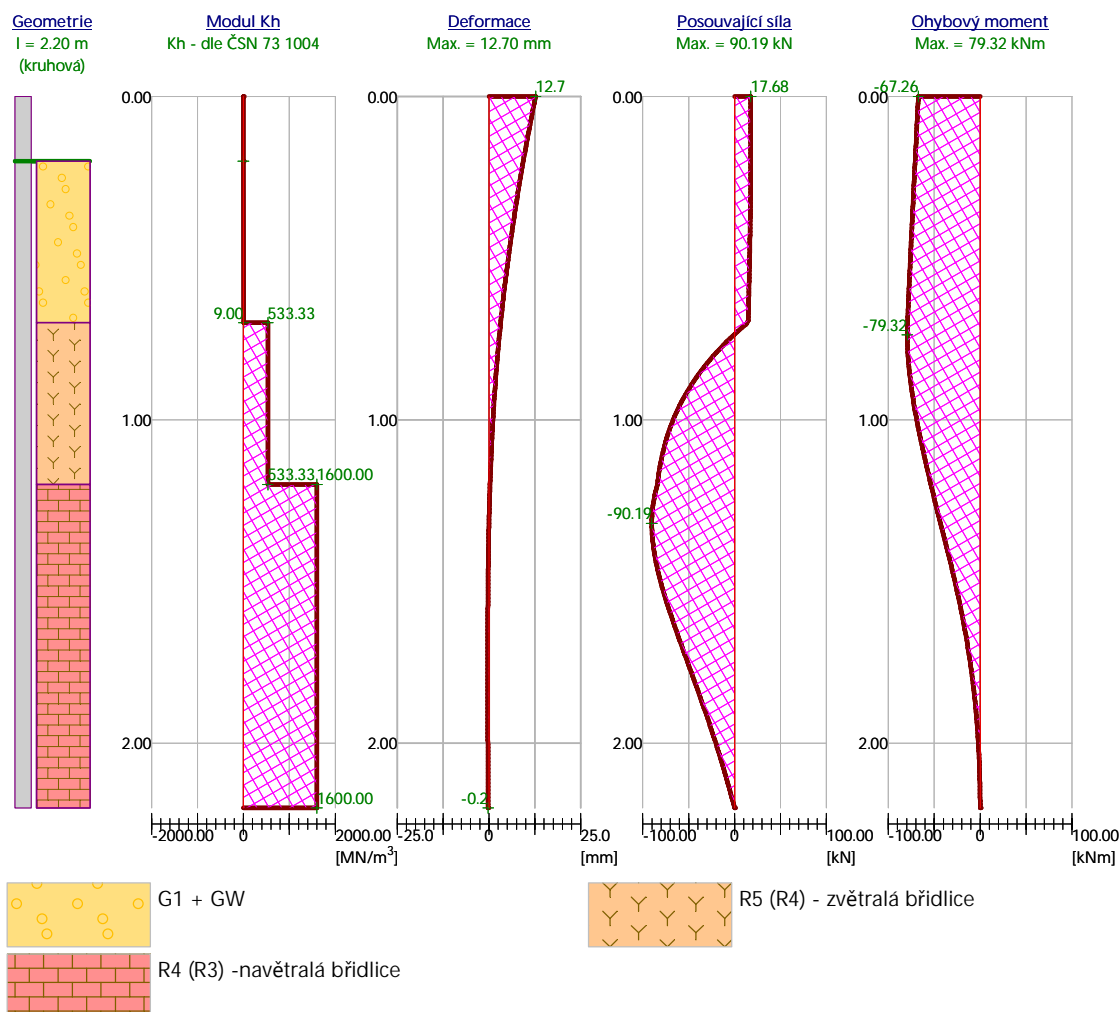 Geometrie
l = 2.20 m
(kruhová)
Modul Kh
Kh - dle ČSN 73 1004
Deformace
Max. = 12.70 mm
Posouvající síla
Max. = 90.19 kN
Ohybový moment
Max. = 79.32 kNm
0.00
9.00
533.33
1.00
533.33
1600.00
2.00
1600.00
-2000.00
0
2000.00
[MN/m³]
12.7
0.00
1.00
2.00
-0.2
-25.0
0
25.0
[mm]
17.68
0.00
1.00
-90.19
2.00
-100.00
0
100.00
[kN]
-67.26
0.00
-79.32
1.00
2.00
-100.00
0
100.00
[kNm]
G1 + GW
R5 (R4) - zvětralá břidlice
R4 (R3) -navětralá břidlice